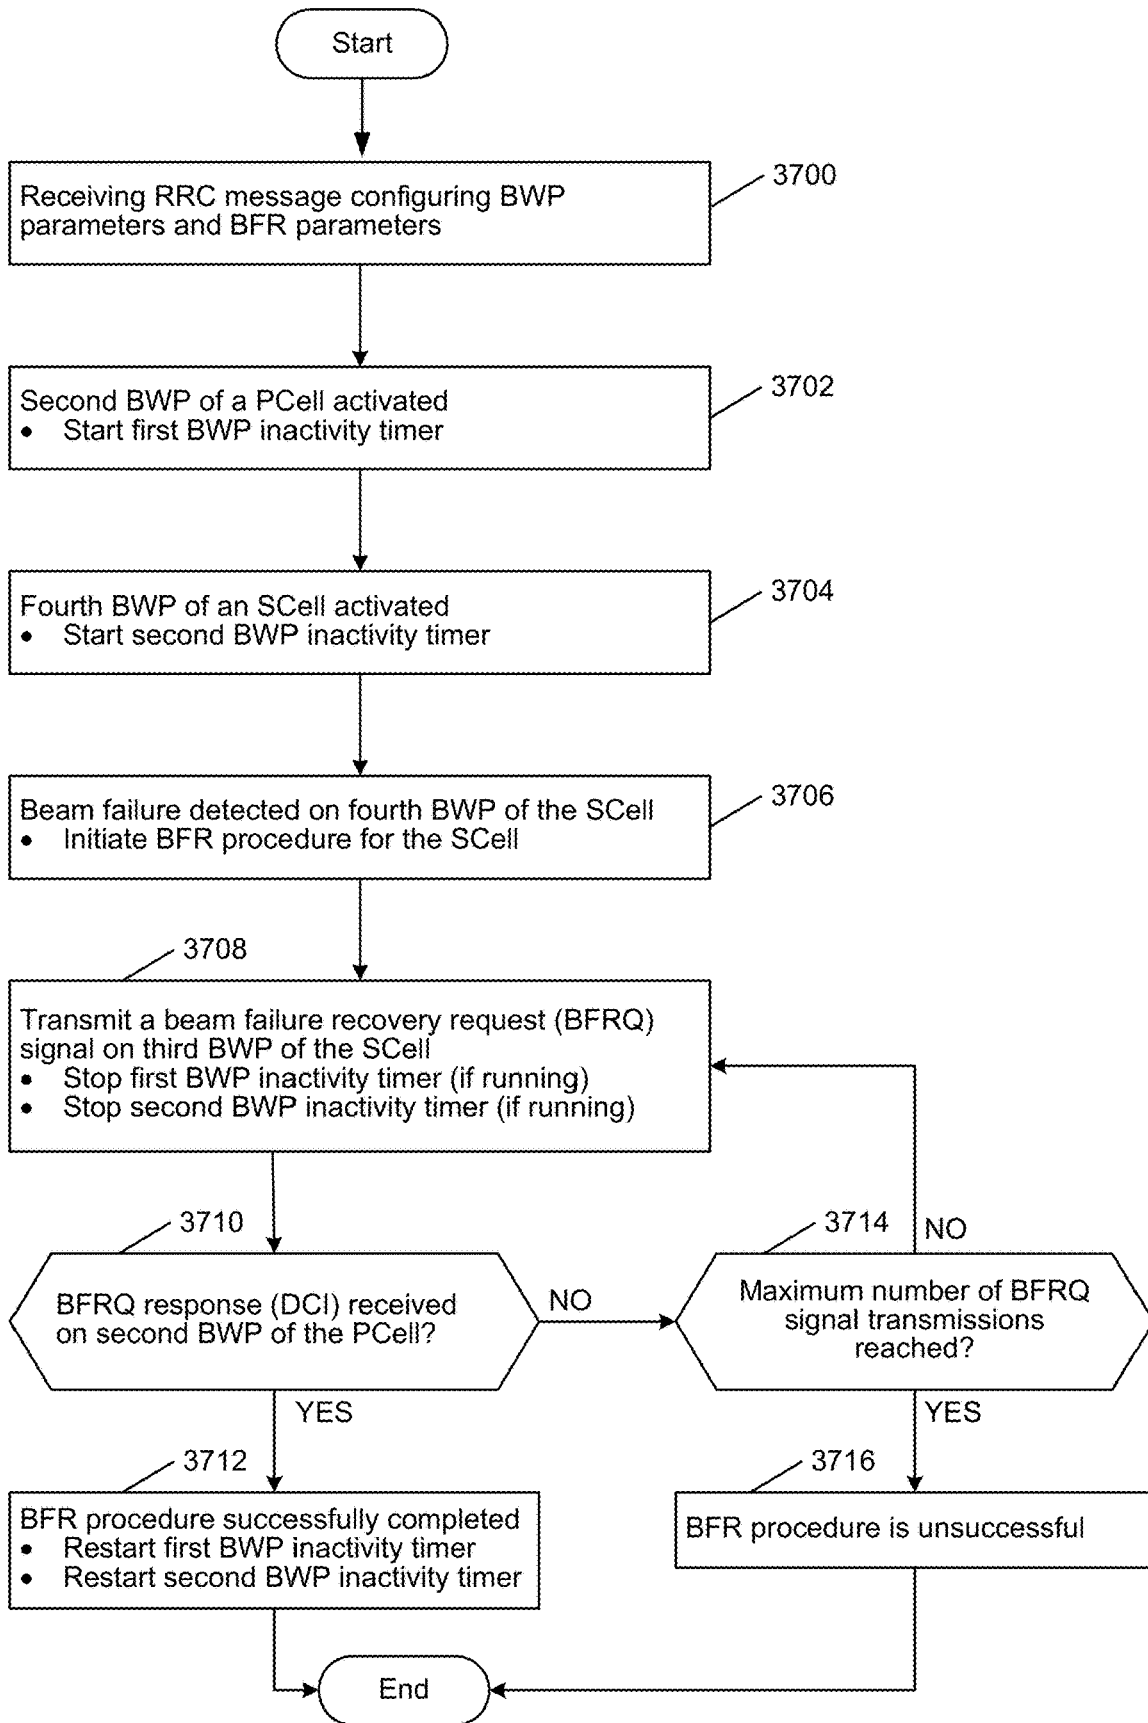 Start
3700
Receiving RRC message configuring BWP
parameters and BFR parameters
3702
Second BWP of a PCell activated
• Start first BWP inactivity timer
3704
Fourth BWP of an SCell activated
• Start second BWP inactivity timer
3706
Beam failure detected on fourth BWP of the SCell
• Initiate BFR procedure for the SCell
3708
Transmit a beam failure recovery request (BFRQ)
signal on third BWP of the SCell
• Stop first BWP inactivity timer (if running)
• Stop second BWP inactivity timer (if running)
3710
BFRQ response (DCI) received
on second BWP of the PCell?
NO
3714
NO
Maximum number of BFRQ
signal transmissions
reached?
YES
YES
3712
BFR procedure successfully completed
• Restart first BWP inactivity timer
• Restart second BWP inactivity timer
3716
BFR procedure is unsuccessful
End